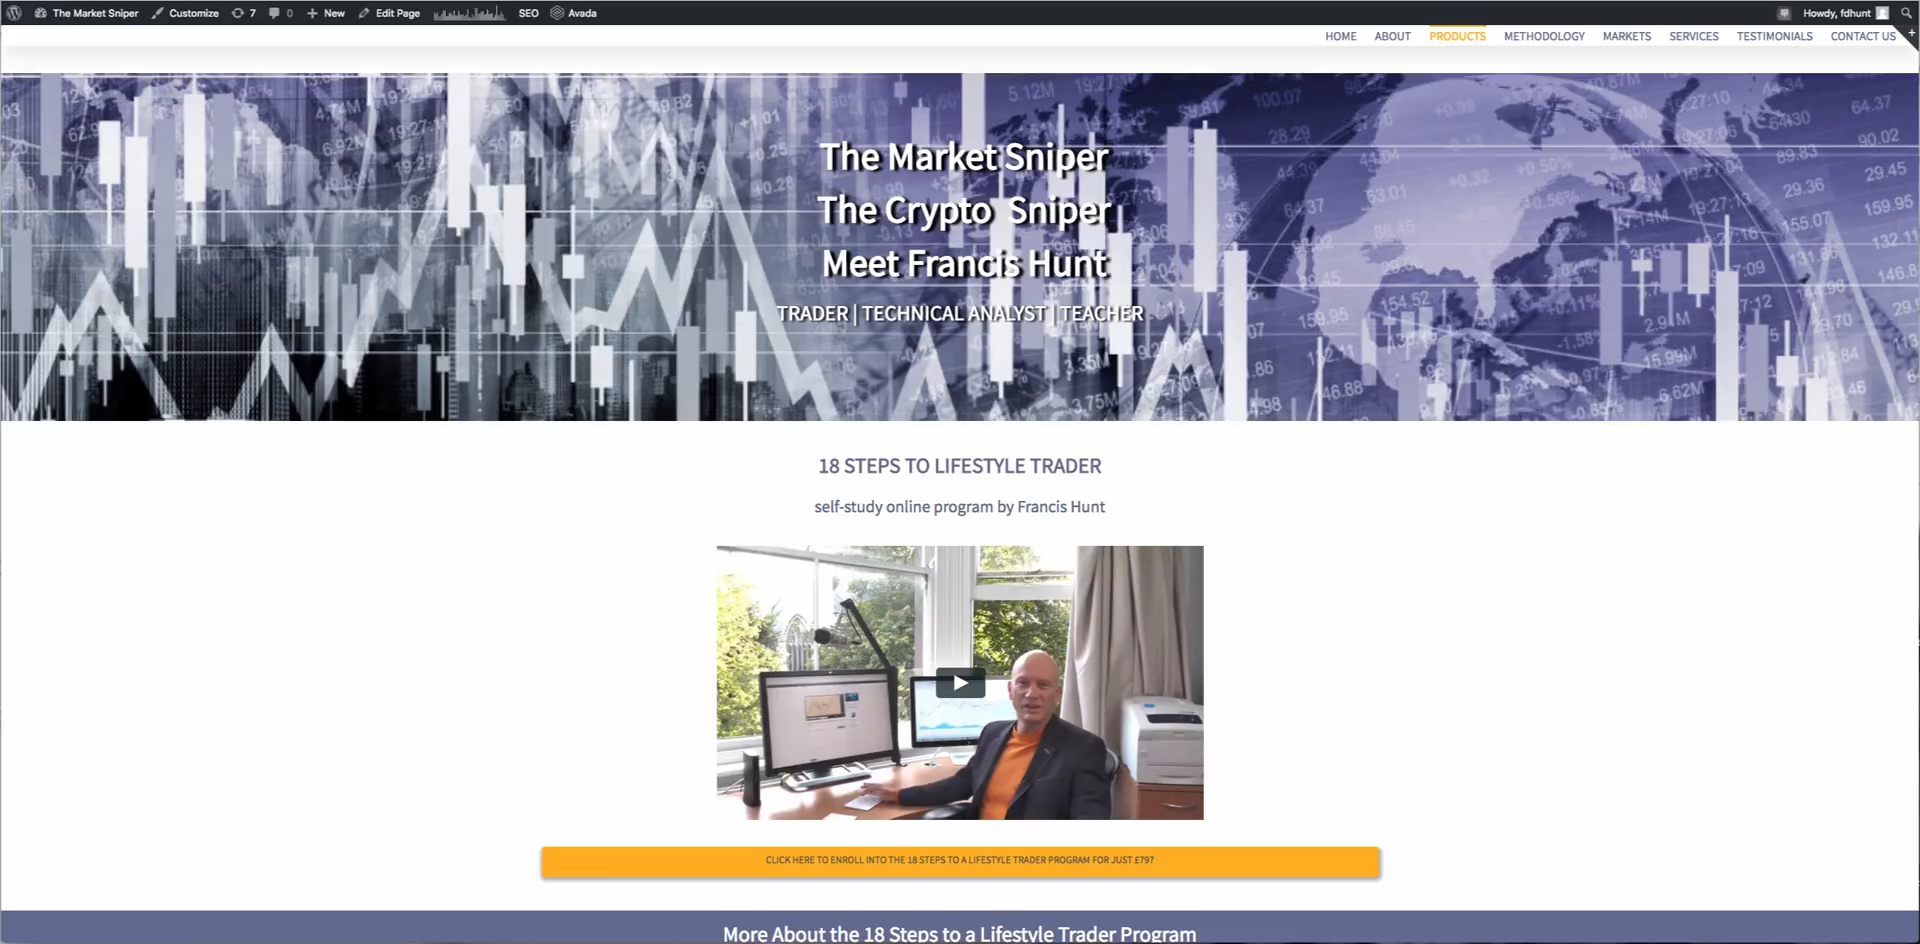 The Market Sniper Customize 7 0 New Edit Page SEO Avada Howdy, fdhunt
HOME ABOUT PRODUCTS METHODOLOGY MARKETS SERVICES TESTIMONIALS CONTACT US
The Market Sniper
The Crypto Sniper
Meet Francis Hunt
TRADER | TECHNICAL ANALYST | TEACHER
18 STEPS TO LIFESTYLE TRADER
self-study online program by Francis Hunt
CLICK HERE TO ENROLL INTO THE 18 STEPS TO A LIFESTYLE TRADER PROGRAM FOR JUST £797
More About the 18 Steps to a Lifestyle Trader Program